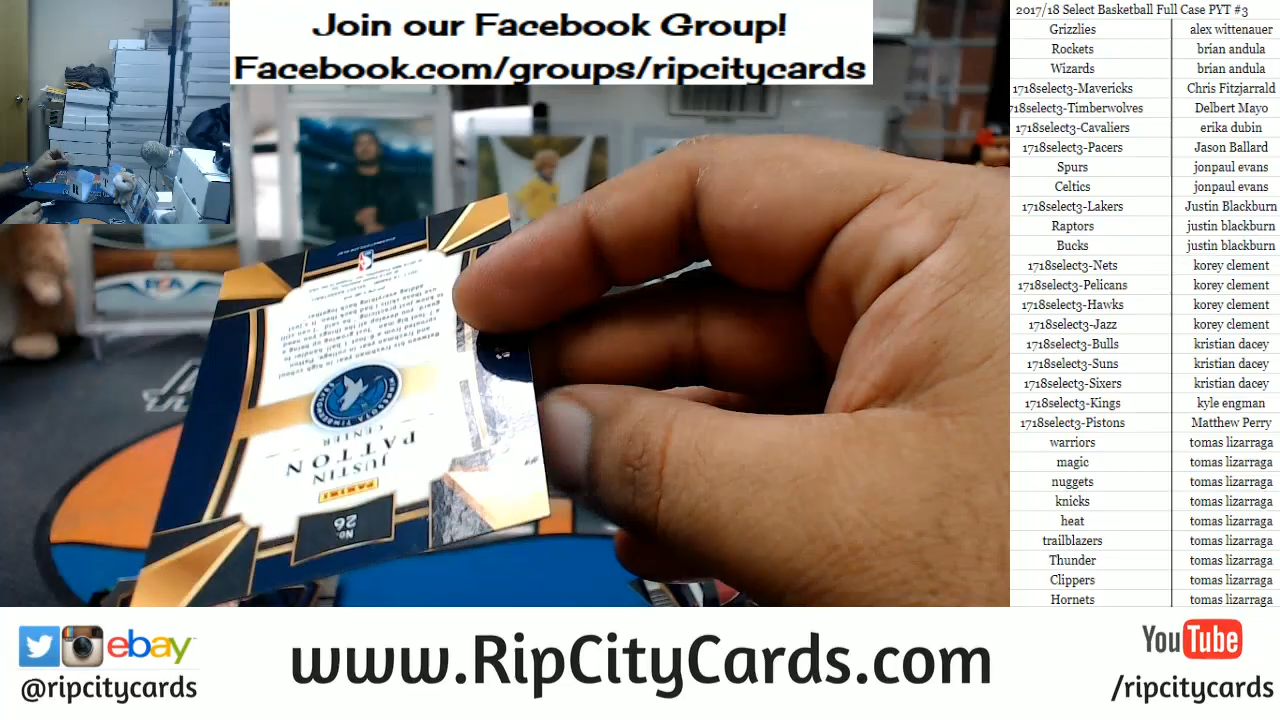 Join our Facebook Group!
Facebook.com/groups/ripcitycards
2017/18 Select Basketball Full Case PYT #3
Grizzlies alex wittenauer
Rockets brian andula
Wizards brian andula
1718select3-Mavericks Chris Fitzjarrald
718select3-Timberwolves Delbert Mayo
1718select3-Cavaliers erika dubin
1718select3-Pacers Jason Ballard
Spurs jonpaul evans
Celtics jonpaul evans
1718select3-Lakers Justin Blackburn
Raptors justin blackburn
Bucks justin blackburn
1718select3-Nets korey clement
1718select3-Pelicans korey clement
1718select3-Hawks korey clement
1718select3-Jazz korey clement
1718select3-Bulls kristian dacey
1718select3-Suns kristian dacey
1718select3-Sixers kristian dacey
1718select3-Kings kyle engman
1718select3-Pistons Matthew Perry
warriors tomas lizarraga
magic tomas lizarraga
nuggets tomas lizarraga
knicks tomas lizarraga
heat tomas lizarraga
trailblazers tomas lizarraga
Thunder tomas lizarraga
Clippers tomas lizarraga
Hornets tomas lizarraga
No.
26
PANINI
JUSTIN
PATTON
CENTER
MINNESOTA
ebay
@ripcitycards
www.RipCityCards.com
YouTube
/ripcitycards